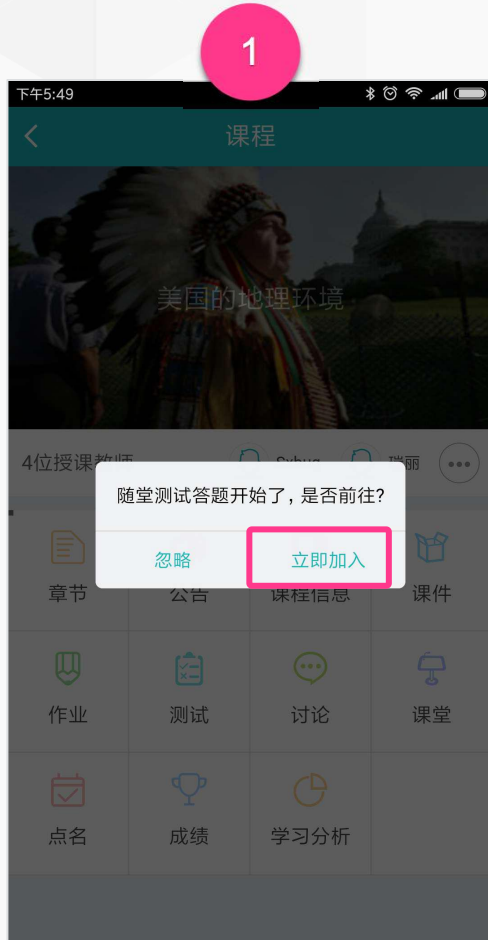 1
下午5:49
课程
美国的地理环境
4位授课教师
瑞丽
随堂测试答题开始了，是否前往？
忽略
立即加入
章节
公告
课程信息
课件
作业
测试
讨论
课堂
点名
成绩
学习分析